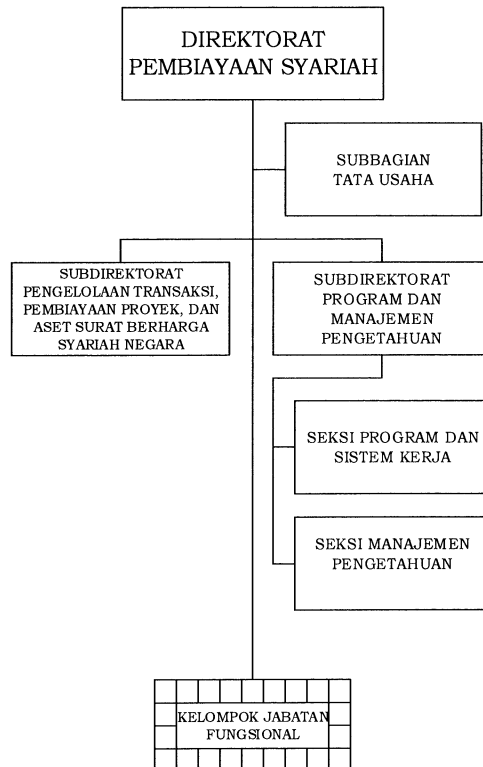 DIREKTORAT
PEMBIAYAAN SYARIAH
SUBBAGIAN
TATA USAHA
SUBDIREKTORAT
PENGELOLAAN TRANSAKSI,
PEMBIAYAAN PROYEK, DAN
ASET SURAT BERHARGA
SYARIAH NEGARA
SUBDIREKTORAT
PROGRAM DAN
MANAJEMEN
PENGETAHUAN
SEKSI PROGRAM DAN
SISTEM KERJA
SEKSI MANAJEMEN
PENGETAHUAN
KELOMPOK JABATAN
FUNGSIONAL